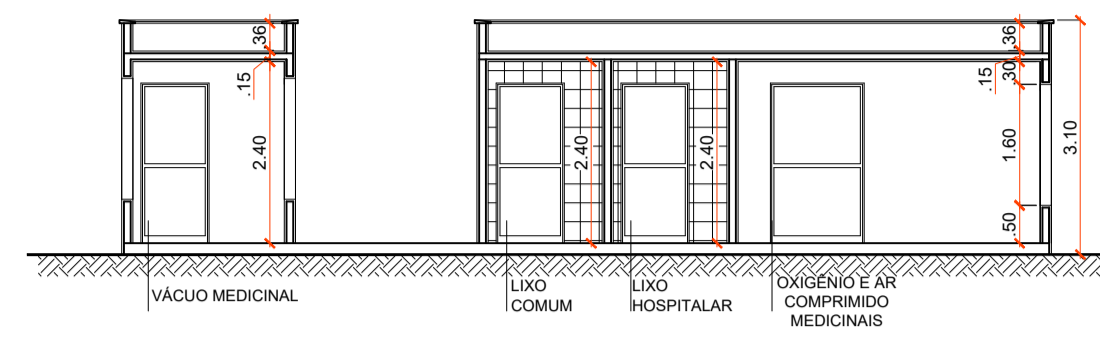 .36
.15
2.40
2.40
2.40
.36
.30
.15
1.60
.50
3.10
VÁCUO MEDICINAL
LIXO
COMUM
LIXO
HOSPITALAR
OXIGÊNIO E AR
COMPRIMIDO
MEDICINAIS